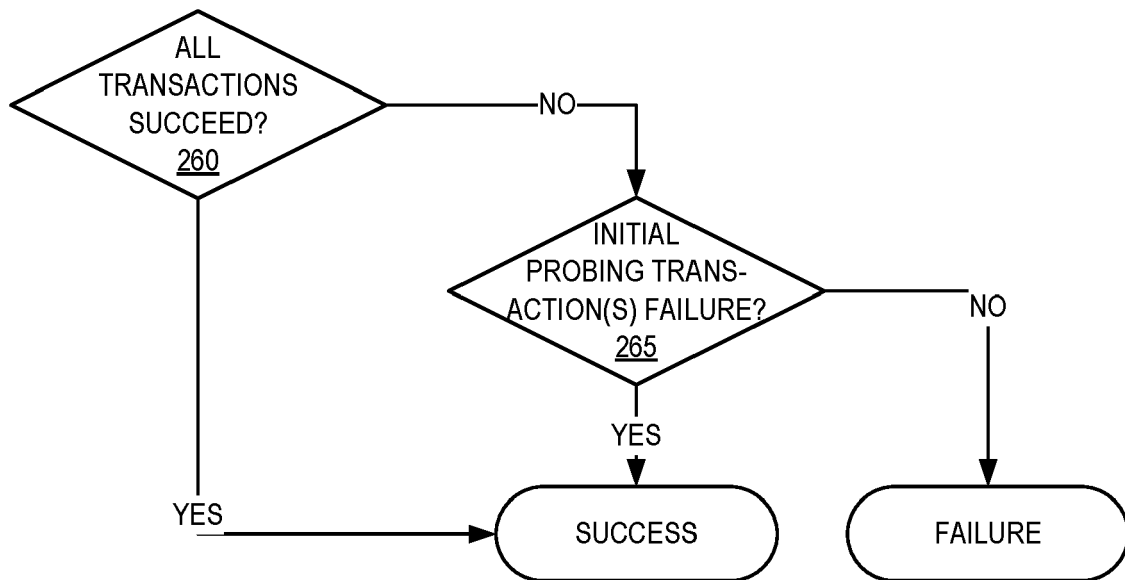 ALL
TRANSACTIONS
SUCCEED?
260
NO
INITIAL
PROBING TRANS-
ACTION(S) FAILURE?
265
NO
YES
YES
SUCCESS
FAILURE